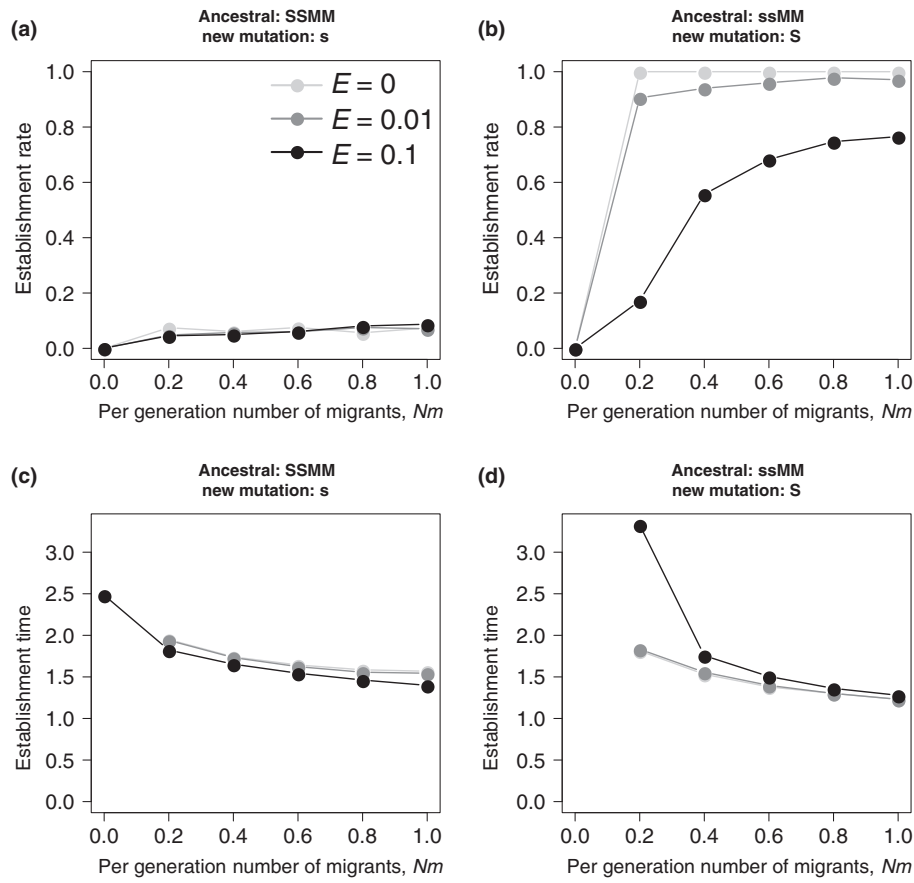 (a)
Ancestral: SSMM
new mutation: s
Establishment rate
1.0
0.8
0.6
0.4
0.2
0.0
E = 0
E = 0.01
E = 0.1
0.0 0.2 0.4 0.6 0.8 1.0
Per generation number of migrants, Nm
(b)
Ancestral: ssMM
new mutation: S
Establishment rate
1.0
0.8
0.6
0.4
0.2
0.0
0.0 0.2 0.4 0.6 0.8 1.0
Per generation number of migrants, Nm
(c)
Ancestral: SSMM
new mutation: s
Establishment time
3.0
2.5
2.0
1.5
1.0
0.5
0.0
0.0 0.2 0.4 0.6 0.8 1.0
Per generation number of migrants, Nm
(d)
Ancestral: ssMM
new mutation: S
Establishment time
3.0
2.5
2.0
1.5
1.0
0.5
0.0
0.0 0.2 0.4 0.6 0.8 1.0
Per generation number of migrants, Nm